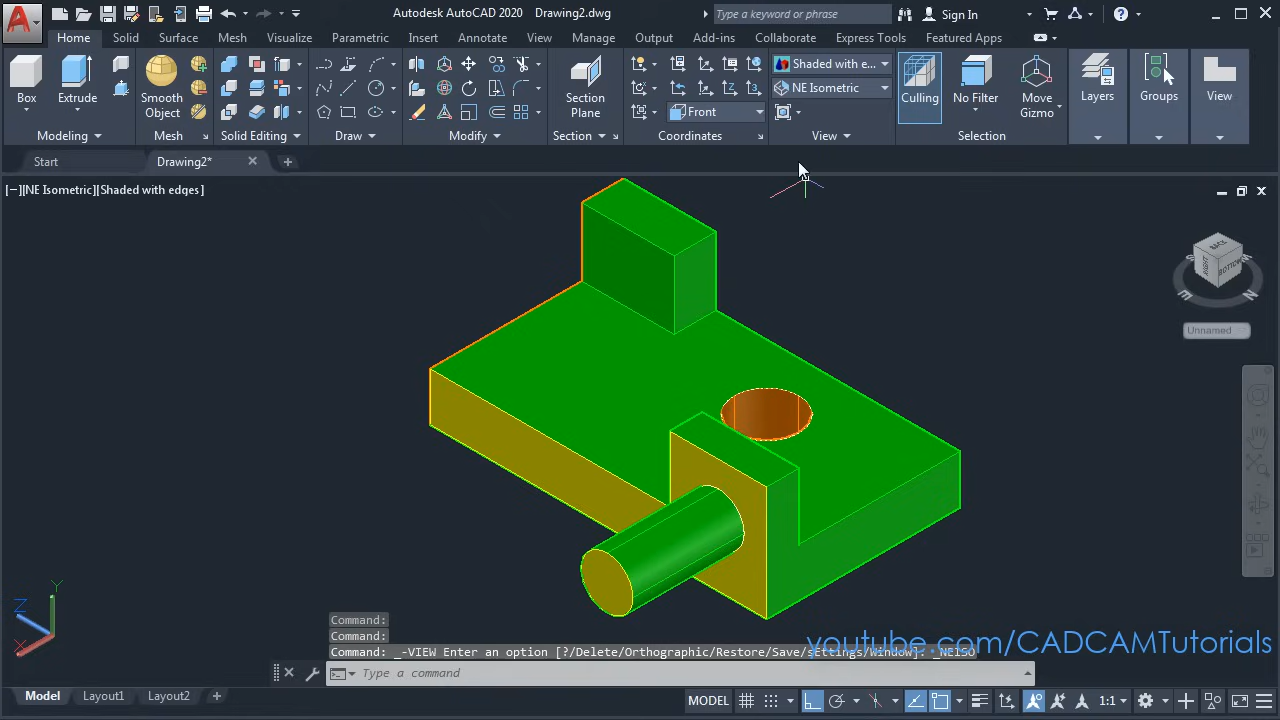 Autodesk AutoCAD 2020 Drawing2.dwg
Type a keyword or phrase
Sign In
Home Solid Surface Mesh Visualize Parametric Insert Annotate View Manage Output Add-ins Collaborate Express Tools Featured Apps
Box
Extrude
Smooth
Object
Section
Plane
Front
Shaded with e...
NE Isometric
Culling
No Filter
Move
Gizmo
Layers
Groups
View
Modeling Mesh Solid Editing Draw Modify Section Coordinates View Selection
Start Drawing2*
[−]NE Isometric][Shaded with edges]
BACK
RIGHT
BOTTOM
N
E
Unnamed
Y
Z
X
Command:
Command:
Command: _-VIEW Enter an option [?/Delete/Orthographic/Restore/Save/sEttings/Window]: _NEISO
youtube.com/CADCAMTutorials
Type a command
Model Layout1 Layout2
MODEL 1:1